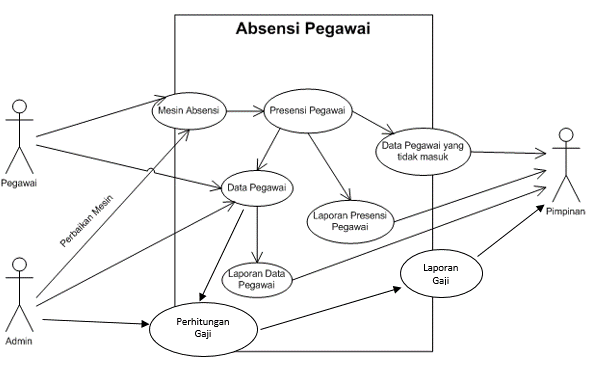 Absensi Pegawai
Mesin Absensi
Presensi Pegawai
Data Pegawai yang
tidak masuk
Pegawai
Data Pegawai
Pimpinan
Perbaikan Mesin
Laporan Presensi
Pegawai
Laporan Data
Pegawai
Laporan
Gaji
Perhitungan
Gaji
Admin